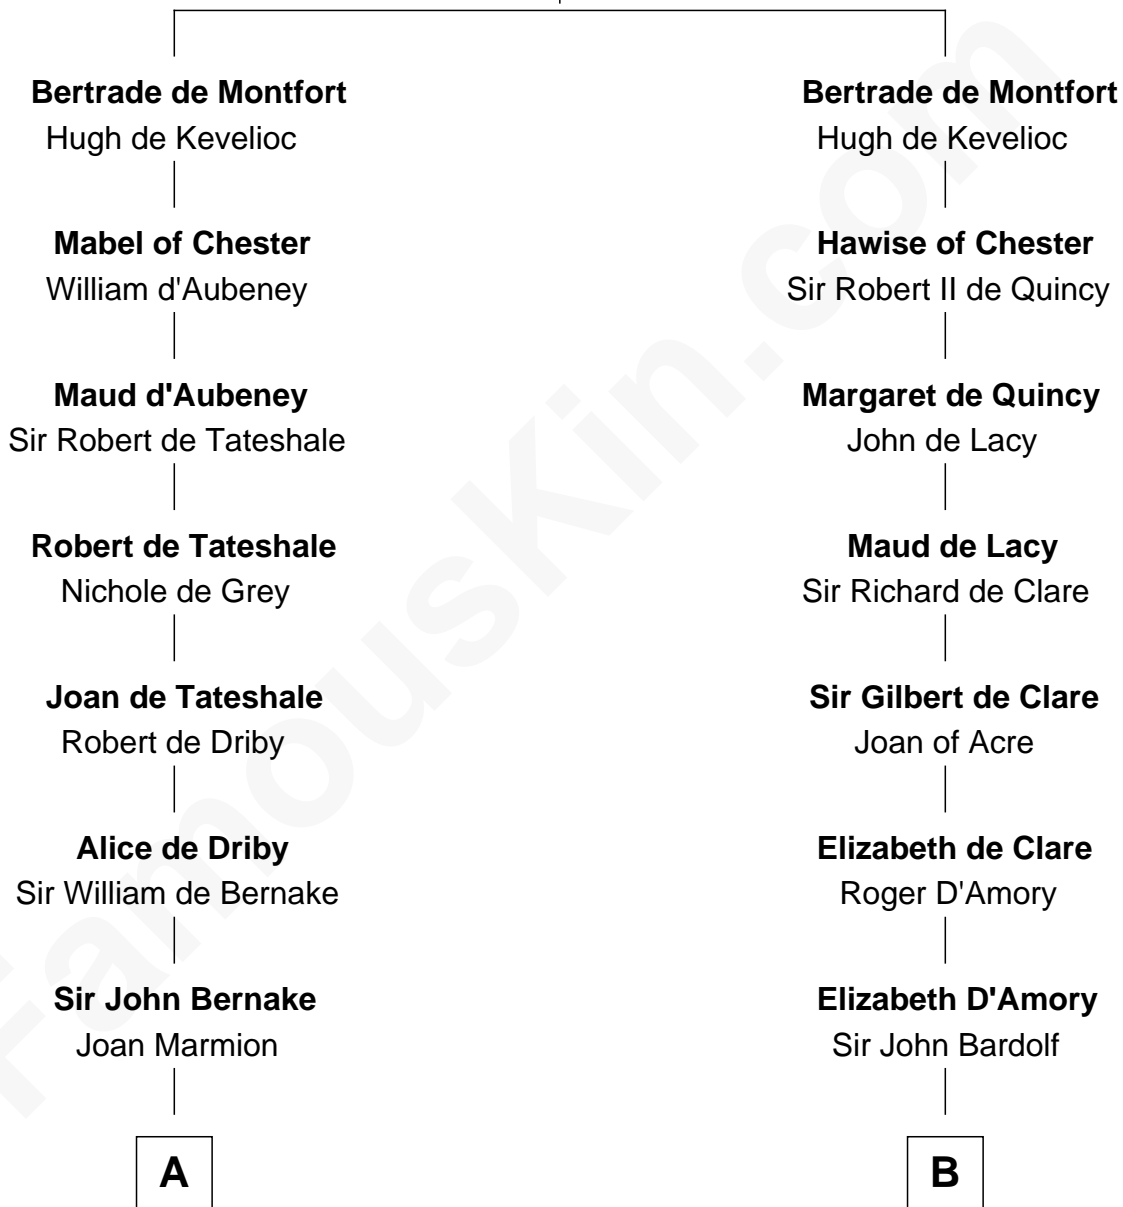 Bertrade de Montfort
Hugh de Kevelioc
Mabel of Chester
William d'Aubeney
Maud d'Aubeney
Sir Robert de Tateshale
Robert de Tateshale
Nichole de Grey
Joan de Tateshale
Robert de Driby
Alice de Driby
Sir William de Bernake
Sir John Bernake
Joan Marmion
A
Bertrade de Montfort
Hugh de Kevelioc
Hawise of Chester
Sir Robert II de Quincy
Margaret de Quincy
John de Lacy
Maud de Lacy
Sir Richard de Clare
Sir Gilbert de Clare
Joan of Acre
Elizabeth de Clare
Roger D'Amory
Elizabeth D'Amory
Sir John Bardolf
B
FamousKin.com